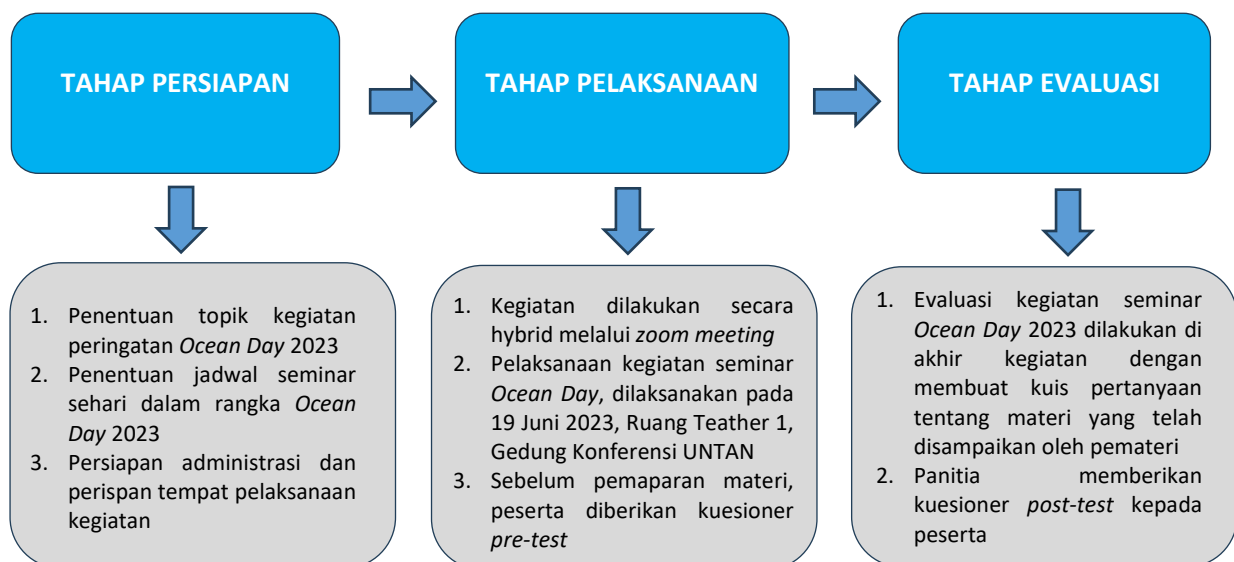 TAHAP PERSIAPAN
TAHAP PELAKSANAAN
TAHAP EVALUASI
1. Penentuan topik kegiatan
peringatan Ocean Day 2023
2. Penentuan jadwal seminar
sehari dalam rangka Ocean
Day 2023
3. Persiapan administrasi dan
perispan tempat pelaksanaan
kegiatan
1. Kegiatan dilakukan secara
hybrid melalui zoom meeting
2. Pelaksanaan kegiatan seminar
Ocean Day, dilaksanakan pada
19 Juni 2023, Ruang Teather 1,
Gedung Konferensi UNTAN
3. Sebelum pemaparan materi,
peserta diberikan kuesioner
pre-test
1. Evaluasi kegiatan seminar
Ocean Day 2023 dilakukan di
akhir kegiatan dengan
membuat kuis pertanyaan
tentang materi yang telah
disampaikan oleh pemateri
2. Panitia memberikan
kuesioner post-test kepada
peserta